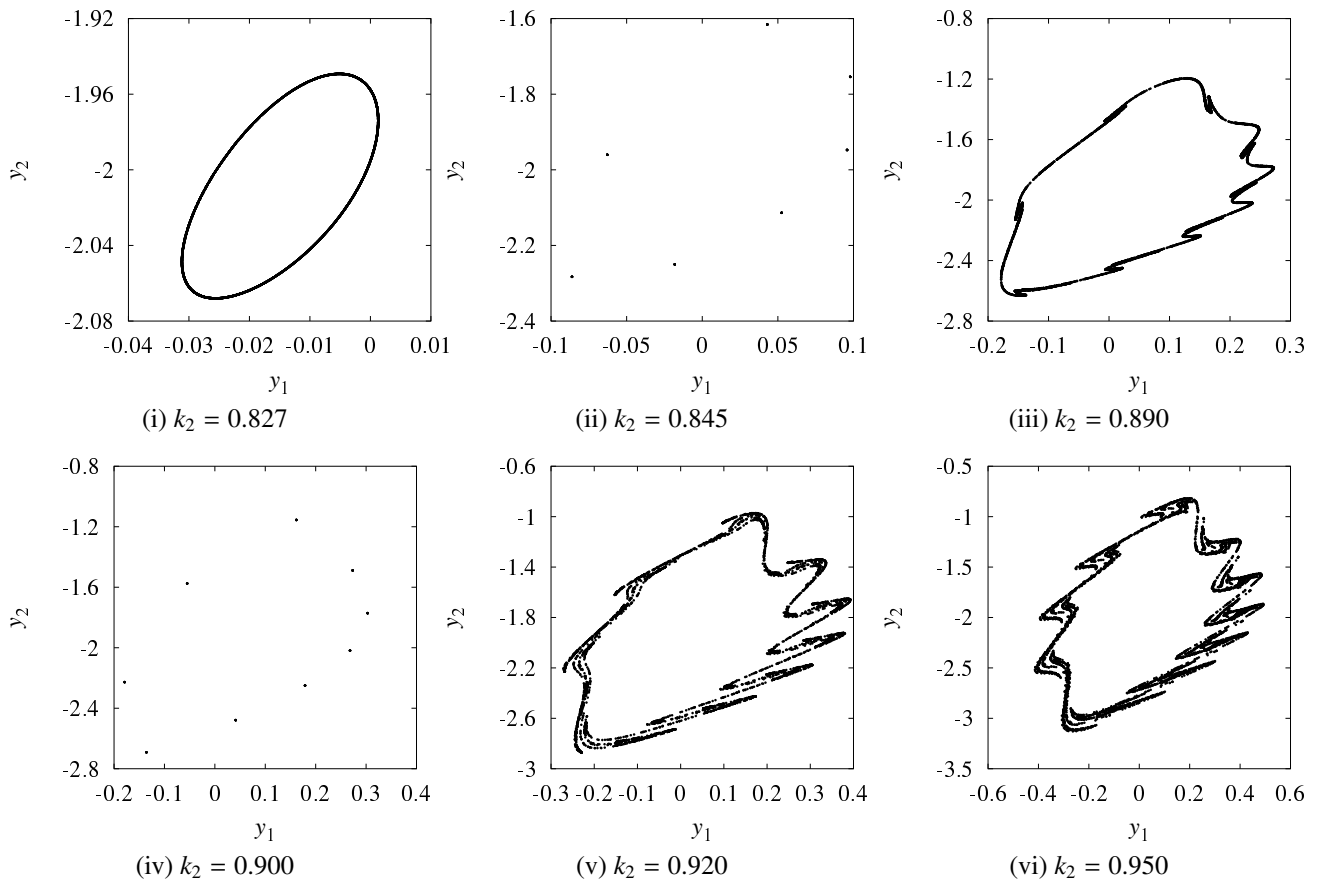 -1.92
-1.96
-2
-2.04
-2.08
y2
-0.04 -0.03 -0.02 -0.01 0 0.01
y1
(i) k2 = 0.827
-1.6
-1.8
-2
-2.2
-2.4
y2
-0.1 -0.05 0 0.05 0.1
y1
(ii) k2 = 0.845
-0.8
-1.2
-1.6
-2
-2.4
-2.8
y2
-0.2 -0.1 0 0.1 0.2 0.3
y1
(iii) k2 = 0.890
-0.8
-1.2
-1.6
-2
-2.4
-2.8
y2
-0.2 -0.1 0 0.1 0.2 0.3 0.4
y1
(iv) k2 = 0.900
-0.6
-1
-1.4
-1.8
-2.2
-2.6
-3
y2
-0.3 -0.2 -0.1 0 0.1 0.2 0.3 0.4
y1
(v) k2 = 0.920
-0.5
-1
-1.5
-2
-2.5
-3
-3.5
y2
-0.6 -0.4 -0.2 0 0.2 0.4 0.6
y1
(vi) k2 = 0.950